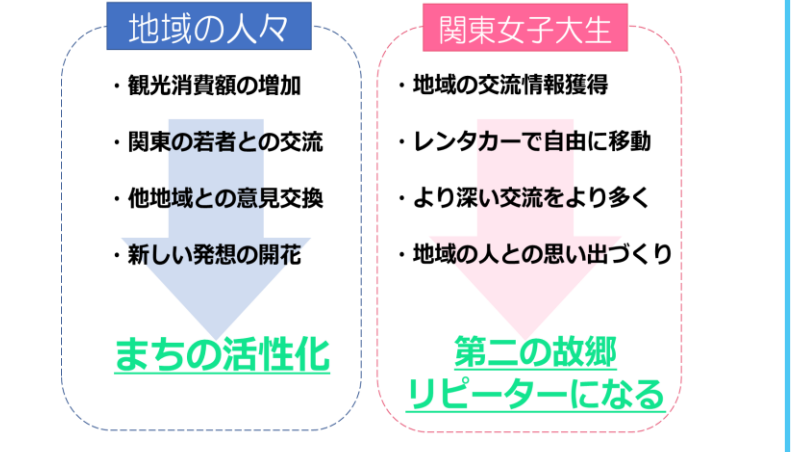 地域の人々
・観光消費額の増加
・関東の若者との交流
・他地域との意見交換
・新しい発想の開花
まちの活性化
関東女子大生
・地域の交流情報獲得
・レンタカーで自由に移動
・より深い交流をより多く
・地域の人との思い出づくり
第二の故郷
リピーターになる